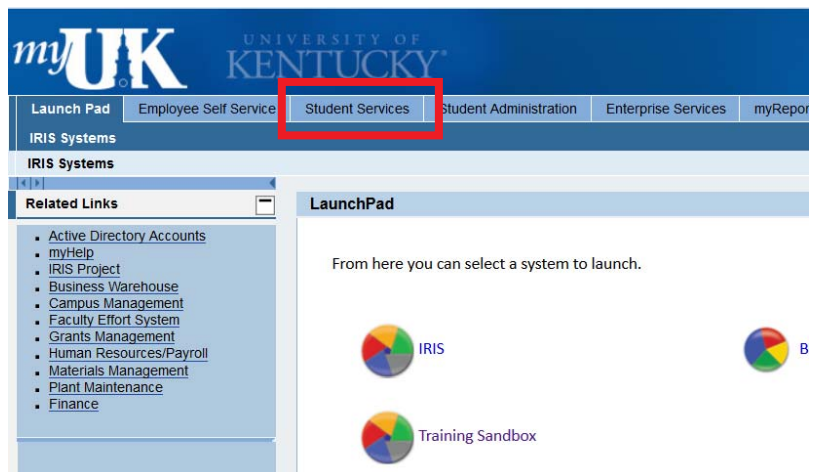 myUK UNIVERSITY OF
KENTUCKY®
Launch Pad Employee Self Service Student Services Student Administration Enterprise Services myRepor
IRIS Systems
IRIS Systems
Related Links
Active Directory Accounts
myHelp
IRIS Project
Business Warehouse
Campus Management
Faculty Effort System
Grants Management
Human Resources/Payroll
Materials Management
Plant Maintenance
Finance
LaunchPad
From here you can select a system to launch.
IRIS
B
Training Sandbox